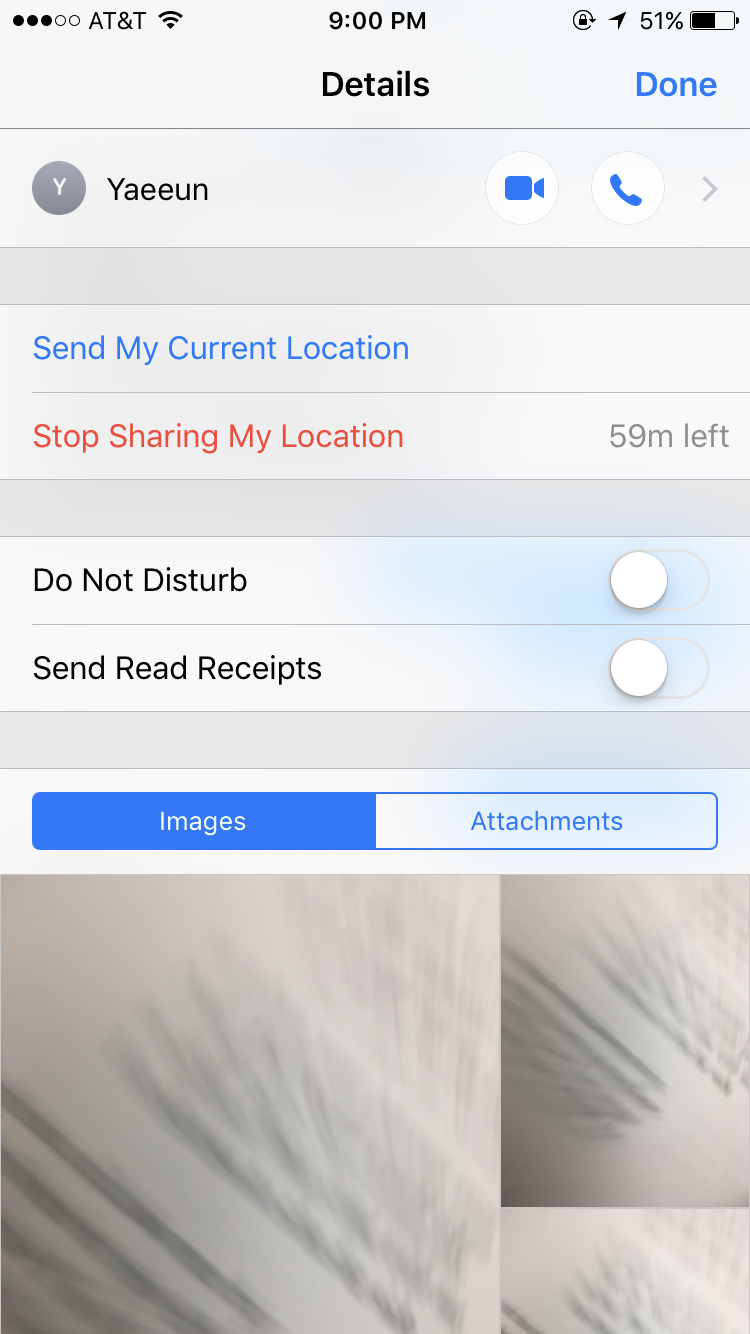 AT&T 9:00 PM 51%
Details Done
Y Yaeeun
Send My Current Location
Stop Sharing My Location 59m left
Do Not Disturb
Send Read Receipts
Images Attachments